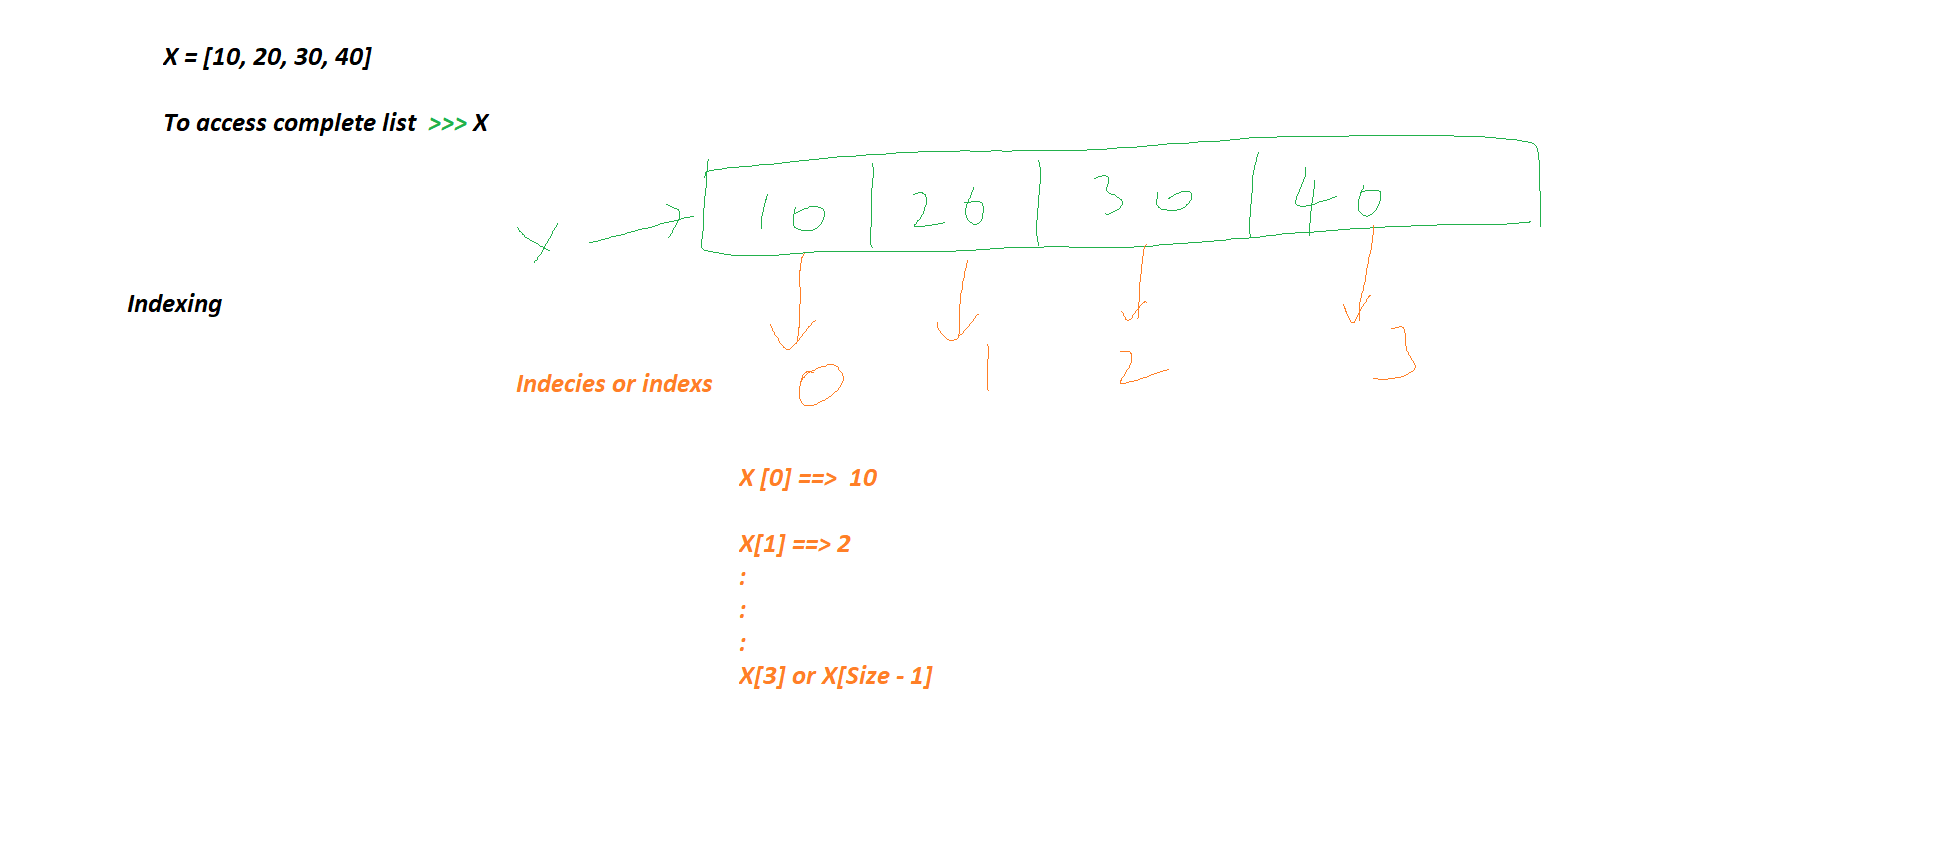 X = [10, 20, 30, 40]
To access complete list >>> X
10 20 30 40
X
Indexing
Indecies or indexs 0 1 2 3
X [0] ==> 10
X[1] ==> 2
:
:
:
X[3] or X[Size - 1]